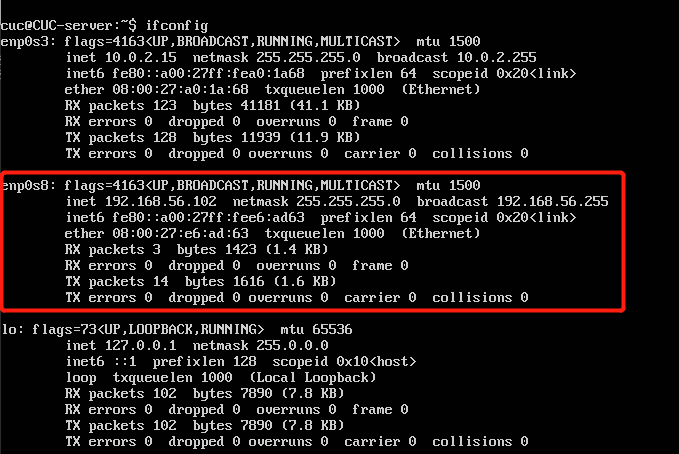 cuc@CUC-server:~$ ifconfig
enp0s3: flags=4163<UP,BROADCAST,RUNNING,MULTICAST>  mtu 1500
        inet 10.0.2.15  netmask 255.255.255.0  broadcast 10.0.2.255
        inet6 fe80::a00:27ff:fea0:1a68  prefixlen 64  scopeid 0x20<link>
        ether 08:00:27:a0:1a:68  txqueuelen 1000  (Ethernet)
        RX packets 123  bytes 41181 (41.1 KB)
        RX errors 0  dropped 0  overruns 0  frame 0
        TX packets 128  bytes 11939 (11.9 KB)
        TX errors 0  dropped 0 overruns 0  carrier 0  collisions 0
enp0s8: flags=4163<UP,BROADCAST,RUNNING,MULTICAST>  mtu 1500
        inet 192.168.56.102  netmask 255.255.255.0  broadcast 192.168.56.255
        inet6 fe80::a00:27ff:fee6:ad63  prefixlen 64  scopeid 0x20<link>
        ether 08:00:27:e6:ad:63  txqueuelen 1000  (Ethernet)
        RX packets 3  bytes 1423 (1.4 KB)
        RX errors 0  dropped 0  overruns 0  frame 0
        TX packets 14  bytes 1616 (1.6 KB)
        TX errors 0  dropped 0 overruns 0  carrier 0  collisions 0
lo: flags=73<UP,LOOPBACK,RUNNING>  mtu 65536
        inet 127.0.0.1  netmask 255.0.0.0
        inet6 ::1  prefixlen 128  scopeid 0x10<host>
        loop  txqueuelen 1000  (Local Loopback)
        RX packets 102  bytes 7890 (7.8 KB)
        RX errors 0  dropped 0  overruns 0  frame 0
        TX packets 102  bytes 7890 (7.8 KB)
        TX errors 0  dropped 0 overruns 0  carrier 0  collisions 0